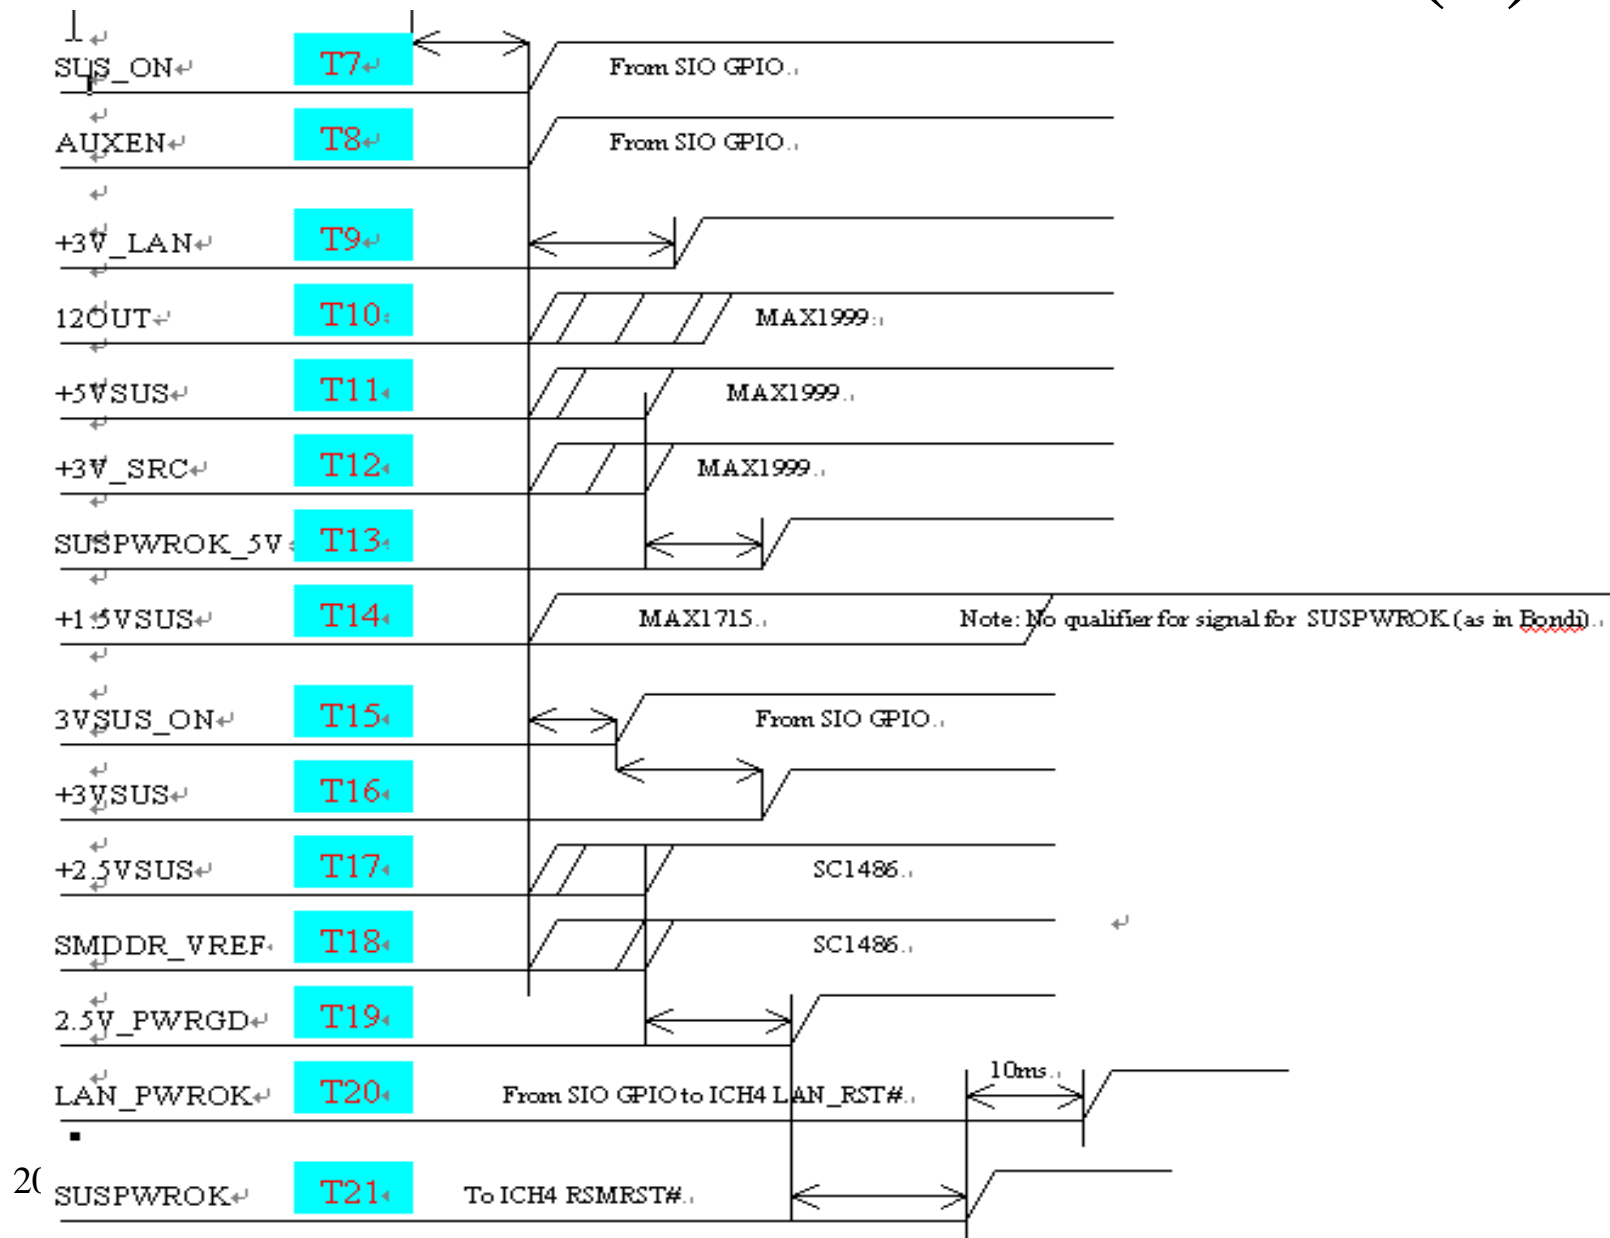 SUS_ON T7 From SIO GPIO
AUXEN T8 From SIO GPIO
+3V_LAN T9
12OUT T10 MAX1999
+5VSUS T11 MAX1999
+3V_SRC T12 MAX1999
SUSPWROK_5V T13
+1.5VSUS T14 MAX1715 Note: No qualifier for signal for SUSPWROK (as in Bondi)
3VSUS_ON T15 From SIO GPIO
+3VSUS T16
+2.5VSUS T17 SC1486
SMDDR_VREF T18 SC1486
2.5V_PWRGD T19
10ms
LAN_PWROK T20 From SIO GPIO to ICH4 LAN_RST#
20
SUSPWROK T21 To ICH4 RSMRST#